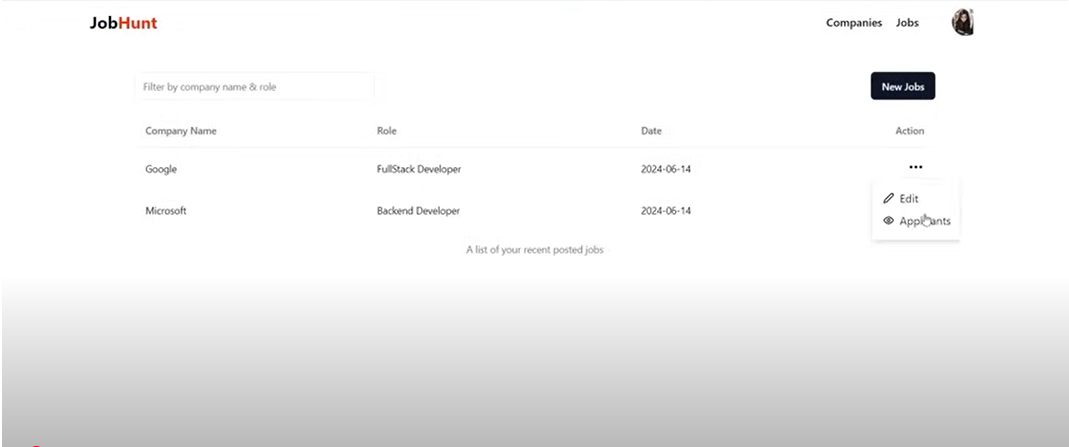 JobHunt
Companies Jobs
Filter by company name & role
New Jobs
Company Name Role Date Action
Google FullStack Developer 2024-06-14
Edit
Microsoft Backend Developer 2024-06-14
Applicants
A list of your recent posted jobs